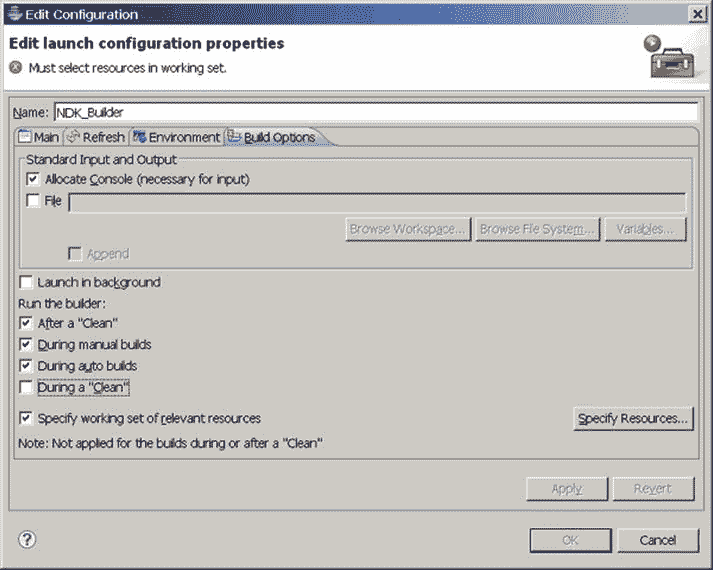 Edit Configuration
Edit launch configuration properties
Must select resources in working set.
Name: NDK_Builder
Main Refresh Environment Build Options
Standard Input and Output
Allocate Console (necessary for input)
File
Browse Workspace... Browse File System... Variables...
Append
Launch in background
Run the builder:
After a "Clean"
During manual builds
During auto builds
During a "Clean"
Specify working set of relevant resources Specify Resources...
Note: Not applied for the builds during or after a "Clean"
Apply Revert
? OK Cancel